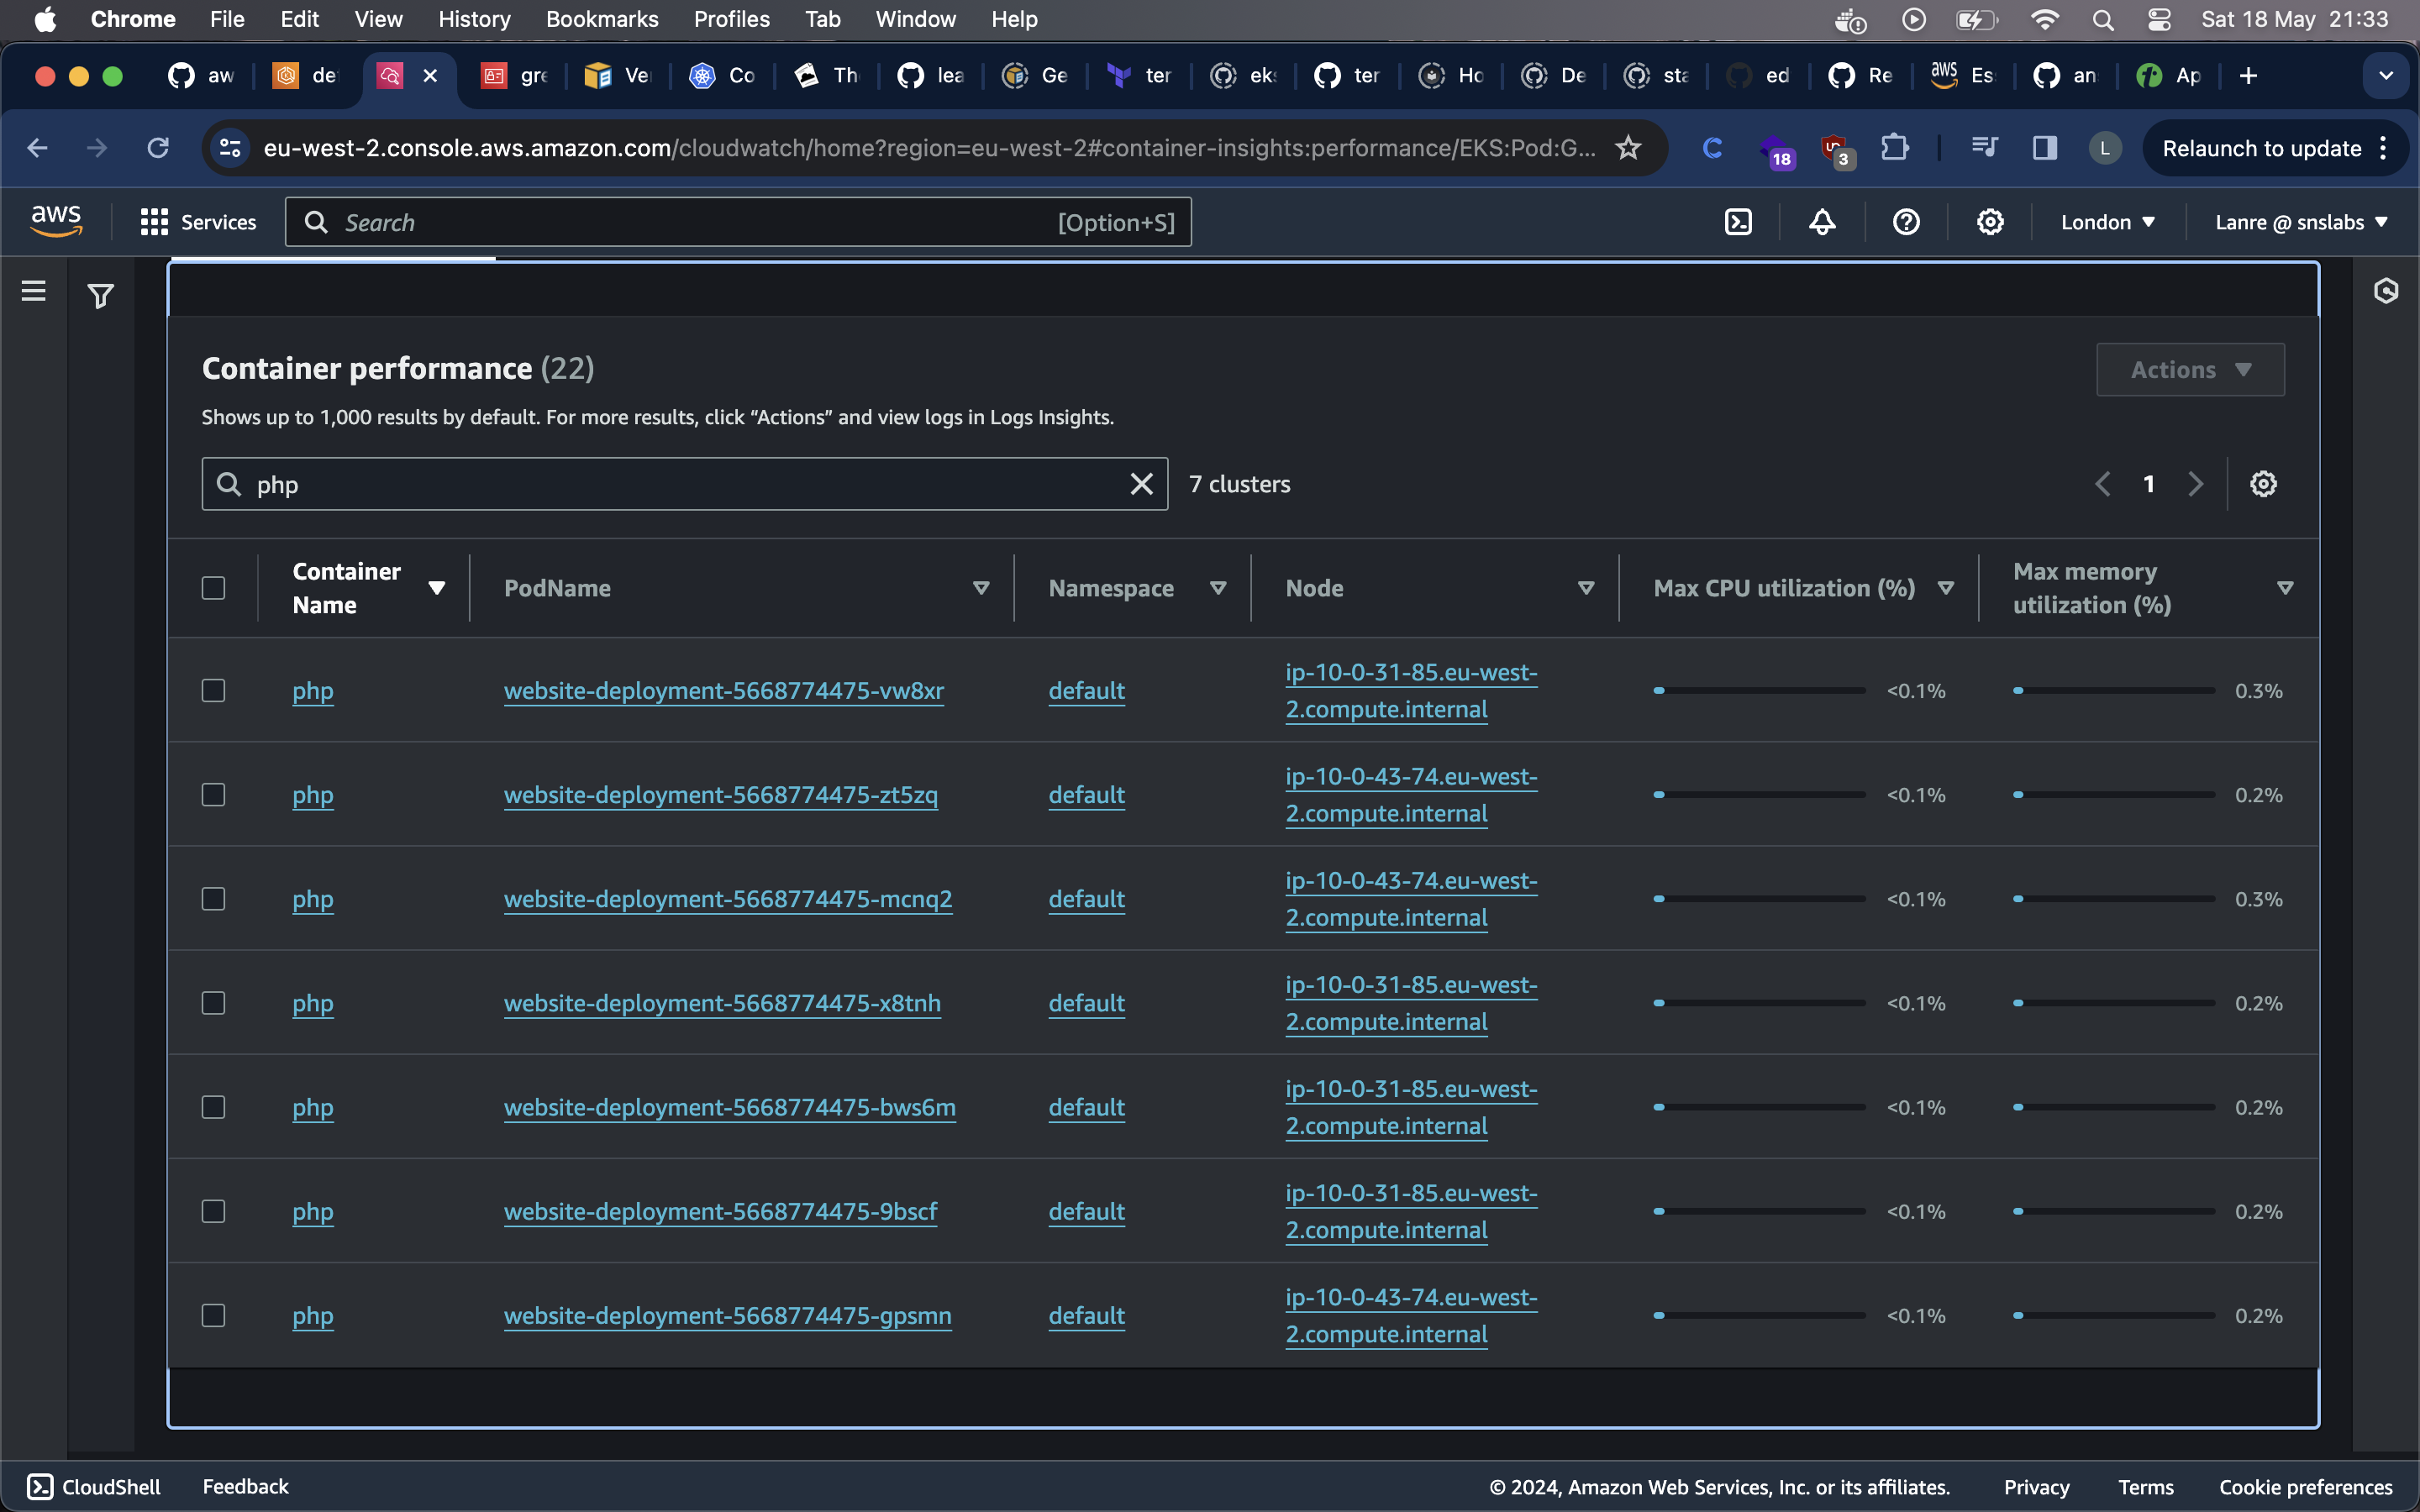 Chrome File Edit View History Bookmarks Profiles Tab Window Help Sat 18 May 21:33
aw de gre Ve Co Th lea Ge ter eks ter Ho De sta ed Re aws Es an Ap
eu-west-2.console.aws.amazon.com/cloudwatch/home?region=eu-west-2#container-insights:performance/EKS:Pod:G... 18 3 L Relaunch to update
aws Services Search [Option+S] London Lanre @ snslabs
Container performance (22)
Actions
Shows up to 1,000 results by default. For more results, click “Actions” and view logs in Logs Insights.
php 7 clusters 1
Container Name PodName Namespace Node Max CPU utilization (%) Max memory utilization (%)
php website-deployment-5668774475-vw8xr default ip-10-0-31-85.eu-west-2.compute.internal <0.1% 0.3%
php website-deployment-5668774475-zt5zq default ip-10-0-43-74.eu-west-2.compute.internal <0.1% 0.2%
php website-deployment-5668774475-mcnq2 default ip-10-0-43-74.eu-west-2.compute.internal <0.1% 0.3%
php website-deployment-5668774475-x8tnh default ip-10-0-31-85.eu-west-2.compute.internal <0.1% 0.2%
php website-deployment-5668774475-bws6m default ip-10-0-31-85.eu-west-2.compute.internal <0.1% 0.2%
php website-deployment-5668774475-9bscf default ip-10-0-31-85.eu-west-2.compute.internal <0.1% 0.2%
php website-deployment-5668774475-gpsmn default ip-10-0-43-74.eu-west-2.compute.internal <0.1% 0.2%
CloudShell Feedback © 2024, Amazon Web Services, Inc. or its affiliates. Privacy Terms Cookie preferences